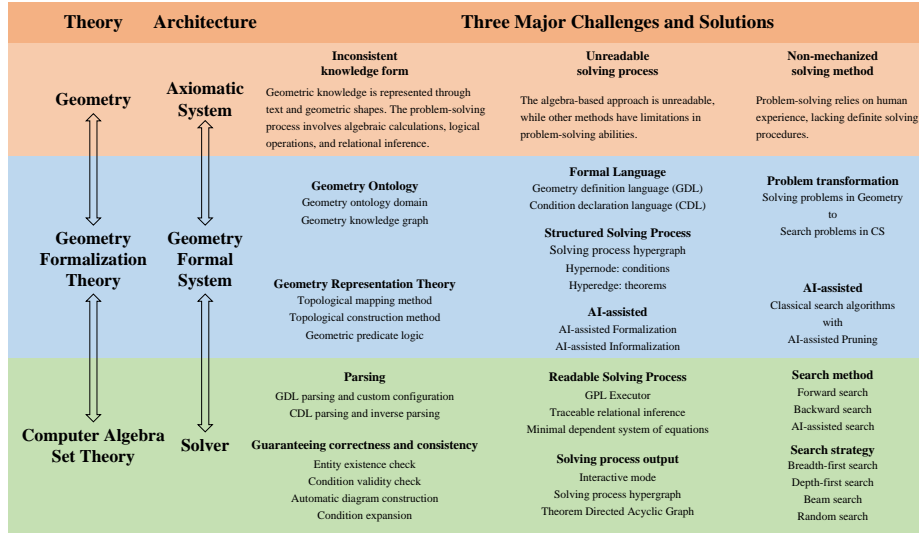 Theory Architecture Three Major Challenges and Solutions
Geometry
Axiomatic
System
Inconsistent
knowledge form
Geometric knowledge is represented through
text and geometric shapes. The problem-solving
process involves algebraic calculations, logical
operations, and relational inference.
Unreadable
solving process
The algebra-based approach is unreadable,
while other methods have limitations in
problem-solving abilities.
Non-mechanized
solving method
Problem-solving relies on human
experience, lacking definite solving
procedures.
Geometry
Formalization
Theory
Geometry
Formal
System
Geometry Ontology
Geometry ontology domain
Geometry knowledge graph
Geometry Representation Theory
Topological mapping method
Topological construction method
Geometric predicate logic
Formal Language
Geometry definition language (GDL)
Condition declaration language (CDL)
Structured Solving Process
Solving process hypergraph
Hypernode: conditions
Hyperedge: theorems
AI-assisted
AI-assisted Formalization
AI-assisted Informalization
Problem transformation
Solving problems in Geometry
to
Search problems in CS
AI-assisted
Classical search algorithms
with
AI-assisted Pruning
Computer Algebra
Set Theory
Solver
Parsing
GDL parsing and custom configuration
CDL parsing and inverse parsing
Guaranteeing correctness and consistency
Entity existence check
Condition validity check
Automatic diagram construction
Condition expansion
Readable Solving Process
GPL Executor
Traceable relational inference
Minimal dependent system of equations
Solving process output
Interactive mode
Solving process hypergraph
Theorem Directed Acyclic Graph
Search method
Forward search
Backward search
AI-assisted search
Search strategy
Breadth-first search
Depth-first search
Beam search
Random search